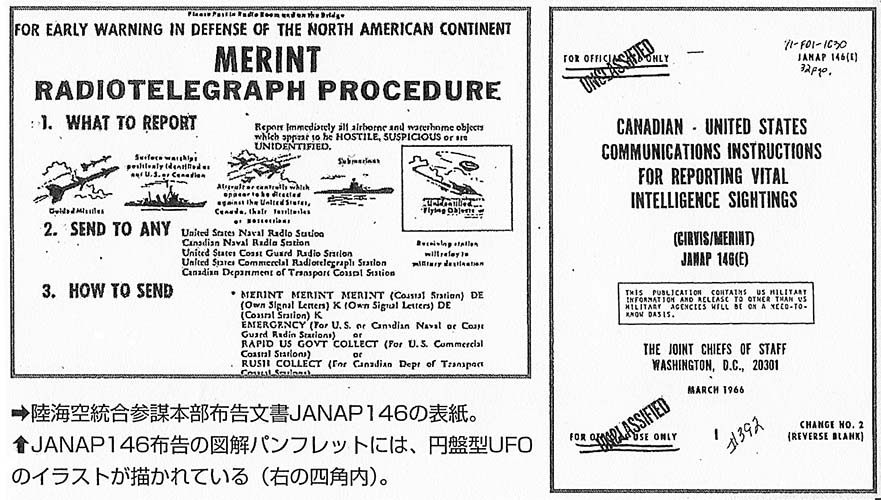 Please Post in Radio Room and on the Bridge
FOR EARLY WARNING IN DEFENSE OF THE NORTH AMERICAN CONTINENT
MERINT
RADIOTELEGRAPH PROCEDURE
1. WHAT TO REPORT
Report immediately all airborne and waterborne objects
which appear to be HOSTILE, SUSPICIOUS or are
UNIDENTIFIED.
Guided Missiles
Surface warships
positively identified as
not U.S. or Canadian
Aircraft or contrails which
appear to be directed
against the United States,
Canada, their territories
or possessions
Submarines
Unidentified
Flying Objects
2. SEND TO ANY
United States Naval Radio Station
Canadian Naval Radio Station
United States Coast Guard Radio Station
United States Commercial Radiotelegraph Station
Canadian Department of Transport Coastal Station
Receiving station
will relay to
military destination
3. HOW TO SEND
MERINT MERINT MERINT (Coastal Station) DE
(Own Signal Letters) K (Own Signal Letters) DE
(Coastal Station) K
EMERGENCY (For U.S. or Canadian Naval or Coast
Guard Radio Stations) or
RAPID US GOVT COLLECT (For U.S. Commercial
Coastal Stations) or
RUSH COLLECT (For Canadian Dept of Transport
Coastal Stations)
➡陸海空統合参謀本部布告文書JANAP146の表紙。
⬆JANAP146布告の図解パンフレットには、円盤型UFO
のイラストが描かれている（右の四角内）。
FOR OFFICIAL USE ONLY
UNCLASSIFIED
JANAP 146(E)
32pp.
CANADIAN - UNITED STATES
COMMUNICATIONS INSTRUCTIONS
FOR REPORTING VITAL
INTELLIGENCE SIGHTINGS
(CIRVIS/MERINT)
JANAP 146(E)
THIS PUBLICATION CONTAINS US MILITARY
INFORMATION AND RELEASE TO OTHER THAN US
MILITARY AGENCIES WILL BE ON A NEED-TO-
KNOW BASIS.
THE JOINT CHIEFS OF STAFF
WASHINGTON, D.C., 20301
MARCH 1966
UNCLASSIFIED
FOR OFFICIAL USE ONLY
I
CHANGE NO. 2
(REVERSE BLANK)